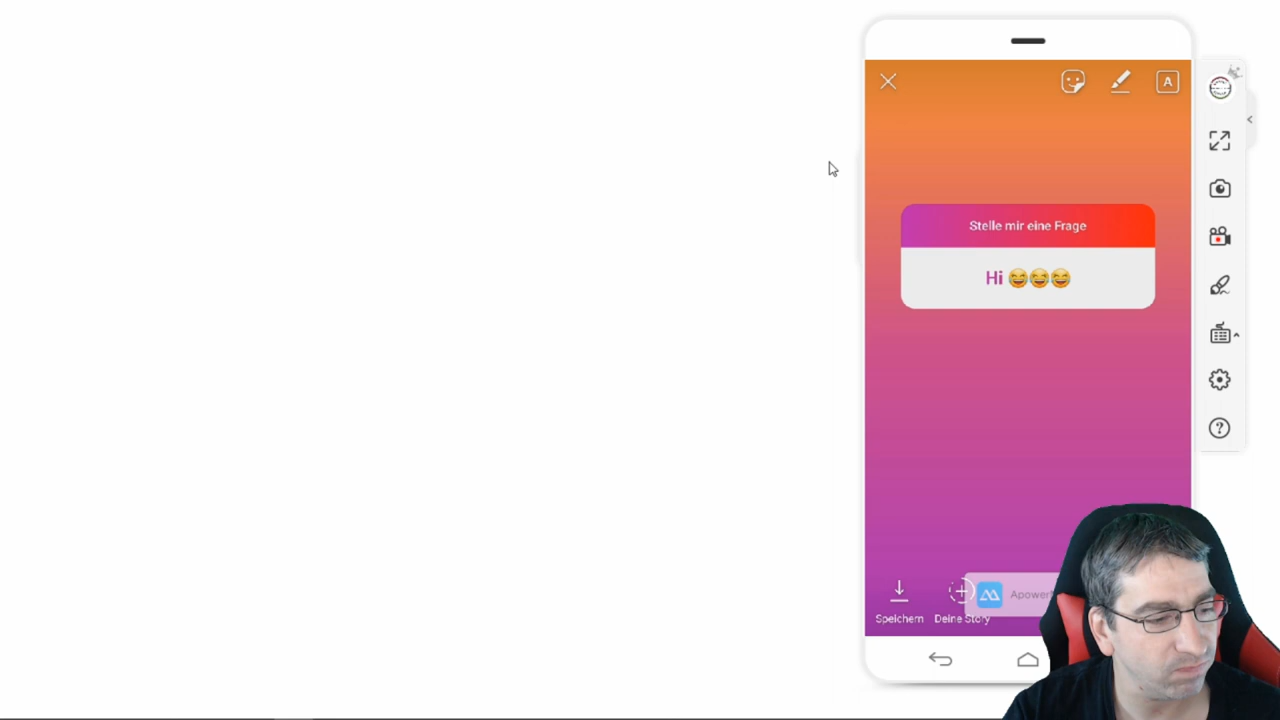 A
Stelle mir eine Frage
Hi 😆😆😆
Speichern
Deine Story